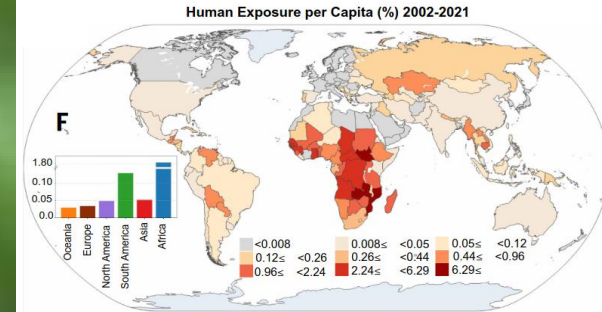 Human Exposure per Capita (%) 2002-2021
F
1.80
0.10
0.05
0.0
Oceania
Europe
North America
South America
Asia
Africa
<0.008 0.008≤ <0.05 0.05≤ <0.12
0.12≤ <0.26 0.26≤ <0.44 0.44≤ <0.96
0.96≤ <2.24 2.24≤ <6.29 6.29≤